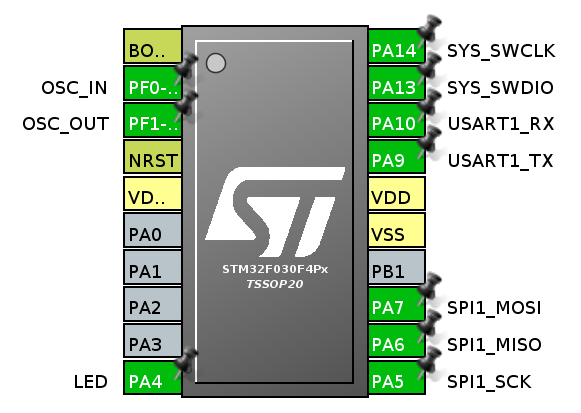 BO.. PA14 SYS_SWCLK
OSC_IN PF0-.. PA13 SYS_SWDIO
OSC_OUT PF1-.. PA10 USART1_RX
NRST PA9 USART1_TX
VD.. VDD
PA0 VSS
PA1 PB1
PA2 PA7 SPI1_MOSI
PA3 PA6 SPI1_MISO
LED PA4 PA5 SPI1_SCK
ST
STM32F030F4Px
TSSOP20